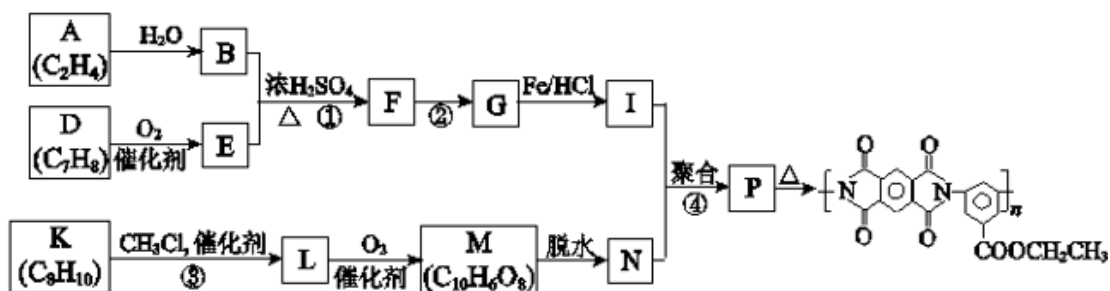 A
(C₂H₄)
H₂O
B
D
(C₇H₈)
O₂
催化剂
E
浓H₂SO₄
△ ①
F
②
G
Fe/HCl
I
K
(C₉H₁₀)
CH₃Cl, 催化剂
③
L
O₂
催化剂
M
(C₁₀H₆O₈)
脱水
N
聚合
④
P
△
O O
N N
O O
n
COOCH₂CH₃